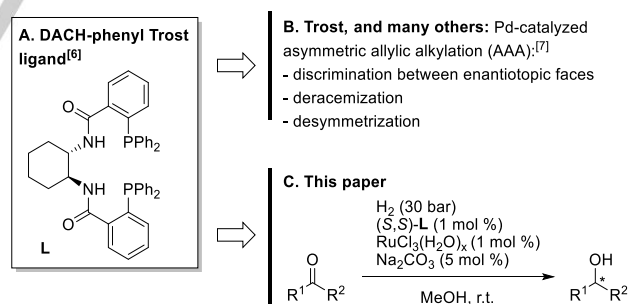 A. DACH-phenyl Trost
ligand[6]
O
NH
PPh2
NH
PPh2
O
L
B. Trost, and many others: Pd-catalyzed
asymmetric allylic alkylation (AAA):[7]
- discrimination between enantiotopic faces
- deracemization
- desymmetrization
C. This paper
H2 (30 bar)
(S,S)-L (1 mol %)
RuCl3(H2O)x (1 mol %)
Na2CO3 (5 mol %)
MeOH, r.t.
O
R1 R2
OH
*
R1 R2